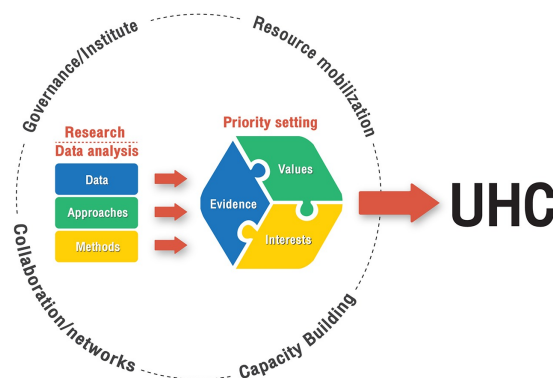 Governance/Institute
Resource mobilization
Research
Data analysis
Data
Approaches
Methods
Priority setting
Evidence
Values
Interests
UHC
Collaboration/networks
Capacity Building